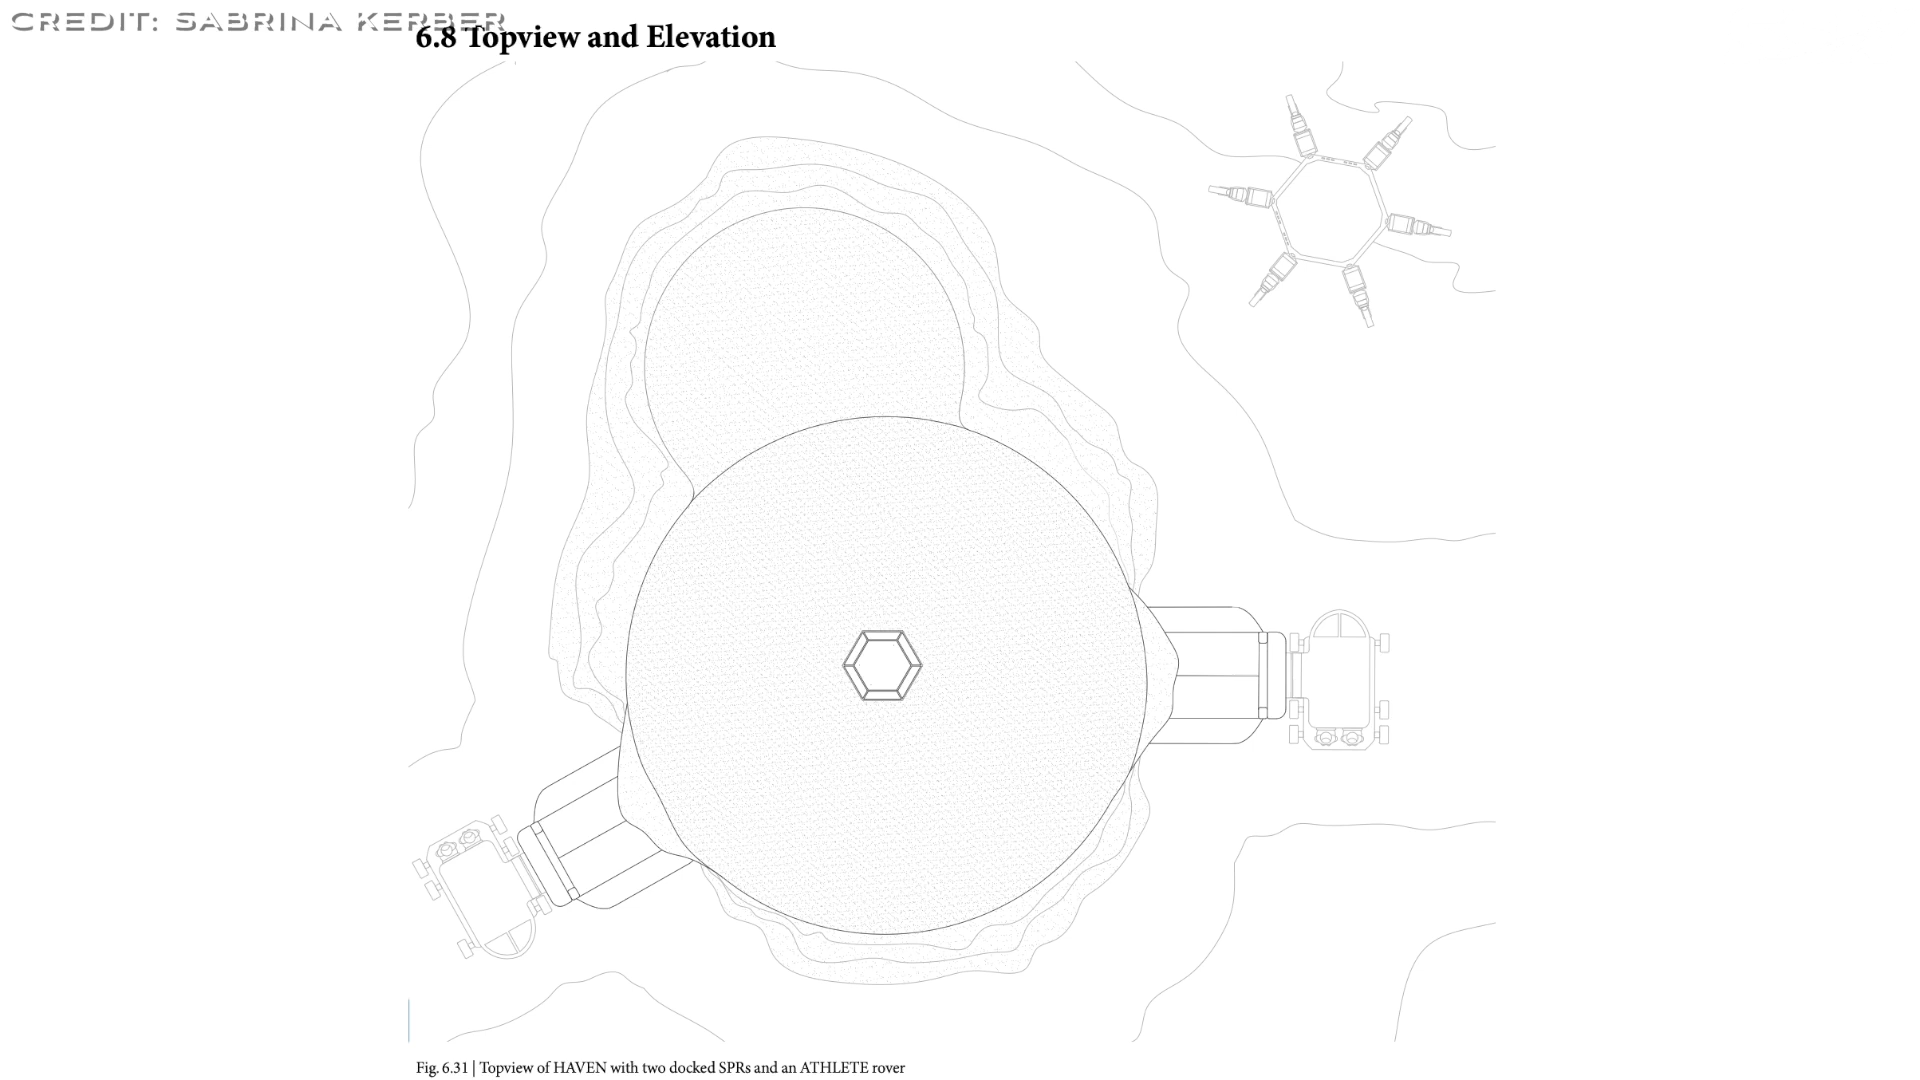 CREDIT: SABRINA KERBER
6.8 Topview and Elevation
Fig. 6.31 | Topview of HAVEN with two docked SPRs and an ATHLETE rover